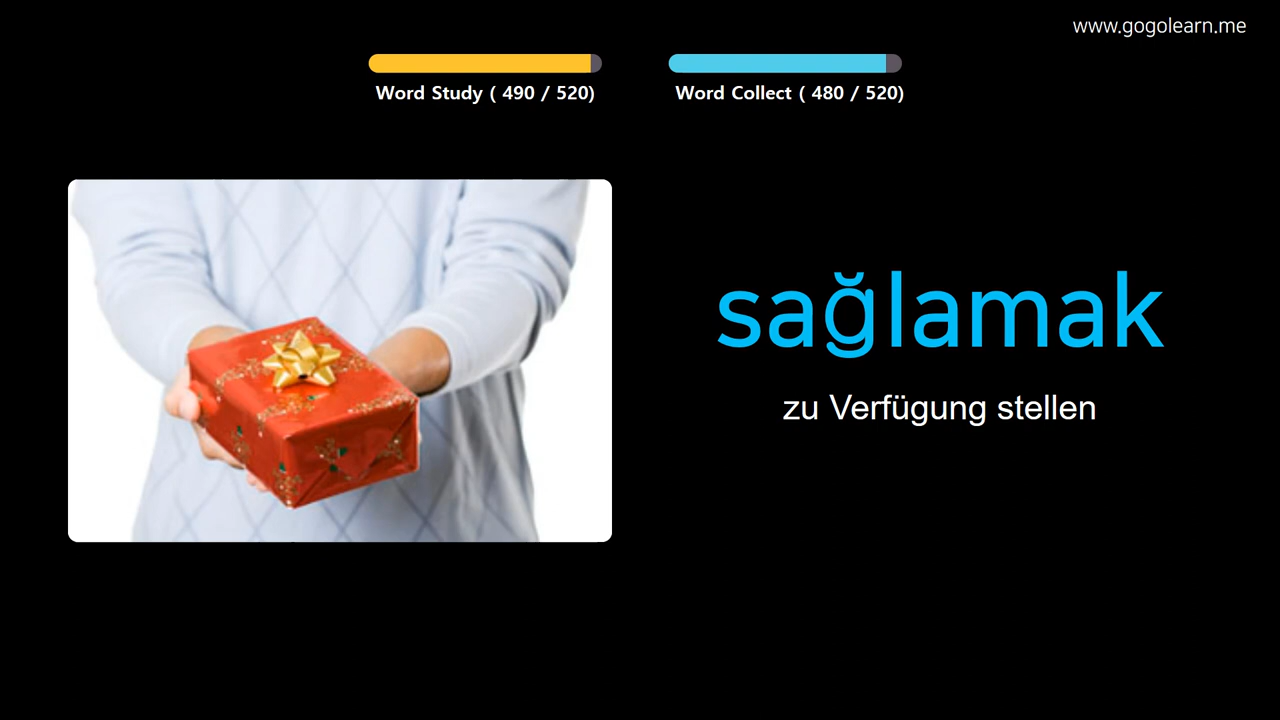 www.gogolearn.me
Word Study ( 490 / 520)
Word Collect ( 480 / 520)
sağlamak
zu Verfügung stellen